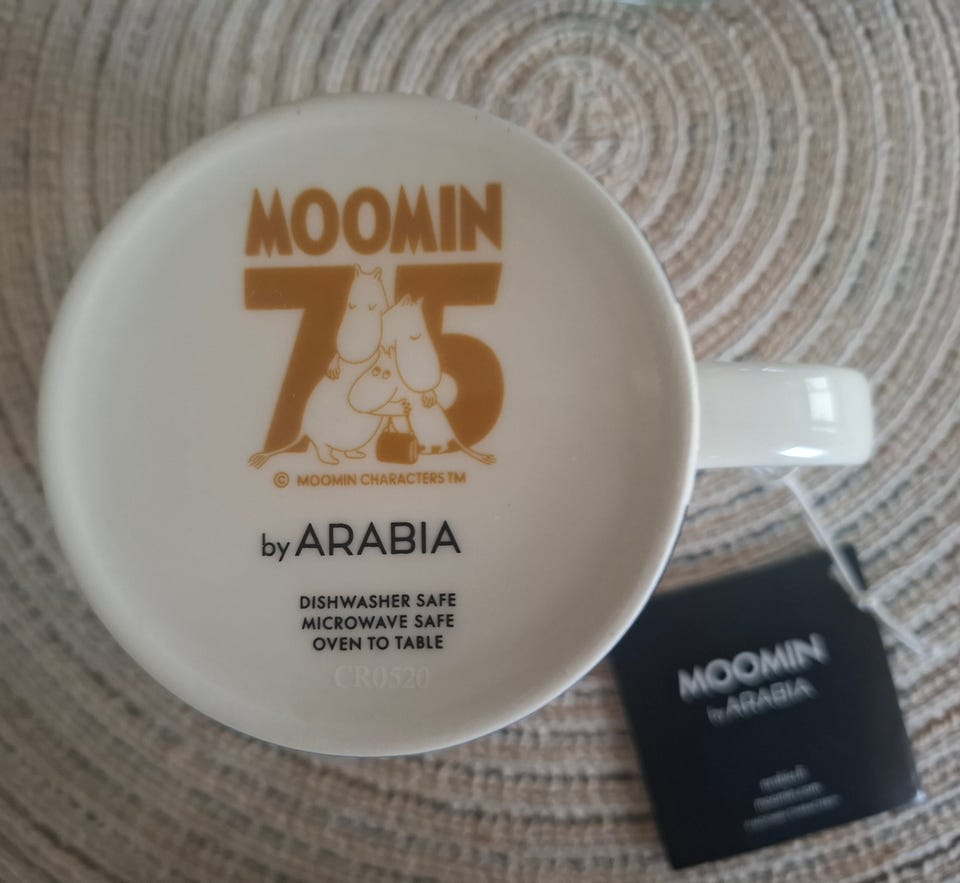 MOOMIN
75
© MOOMIN CHARACTERS TM
by ARABIA
DISHWASHER SAFE
MICROWAVE SAFE
OVEN TO TABLE
CR0520
MOOMIN
by ARABIA